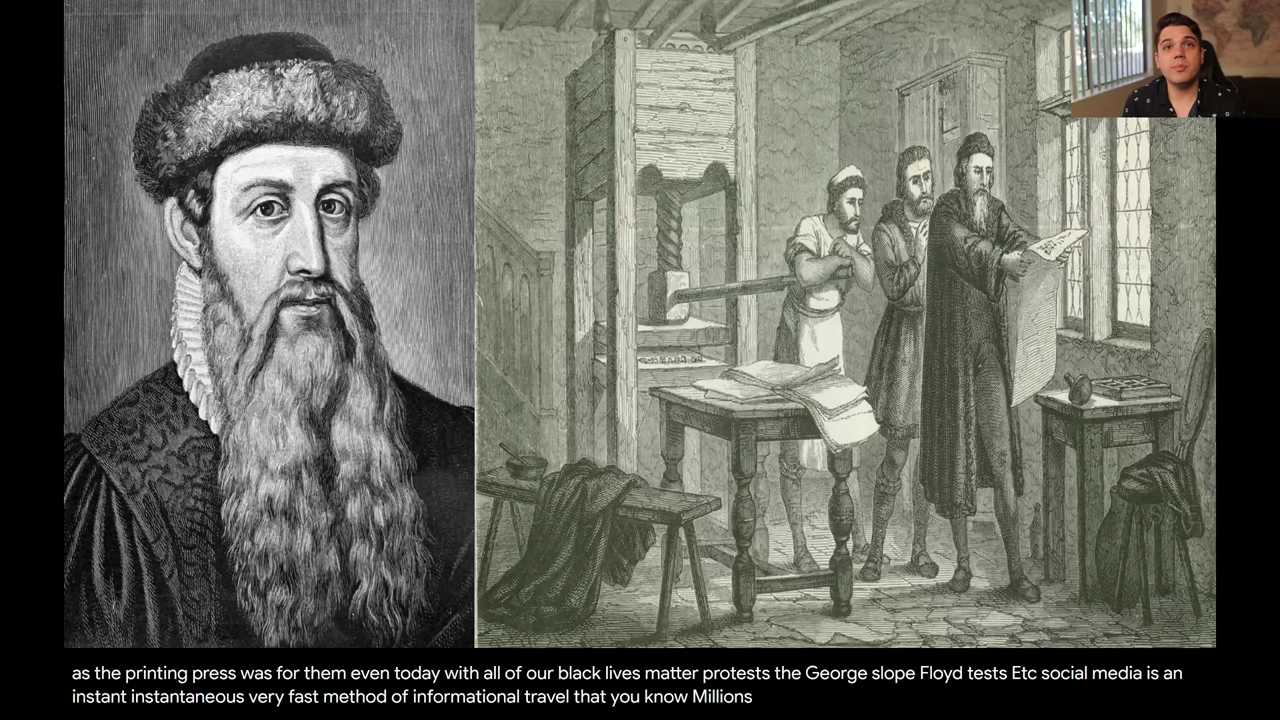 as the printing press was for them even today with all of our black lives matter protests the George slope Floyd tests Etc social media is an
instant instantaneous very fast method of informational travel that you know Millions